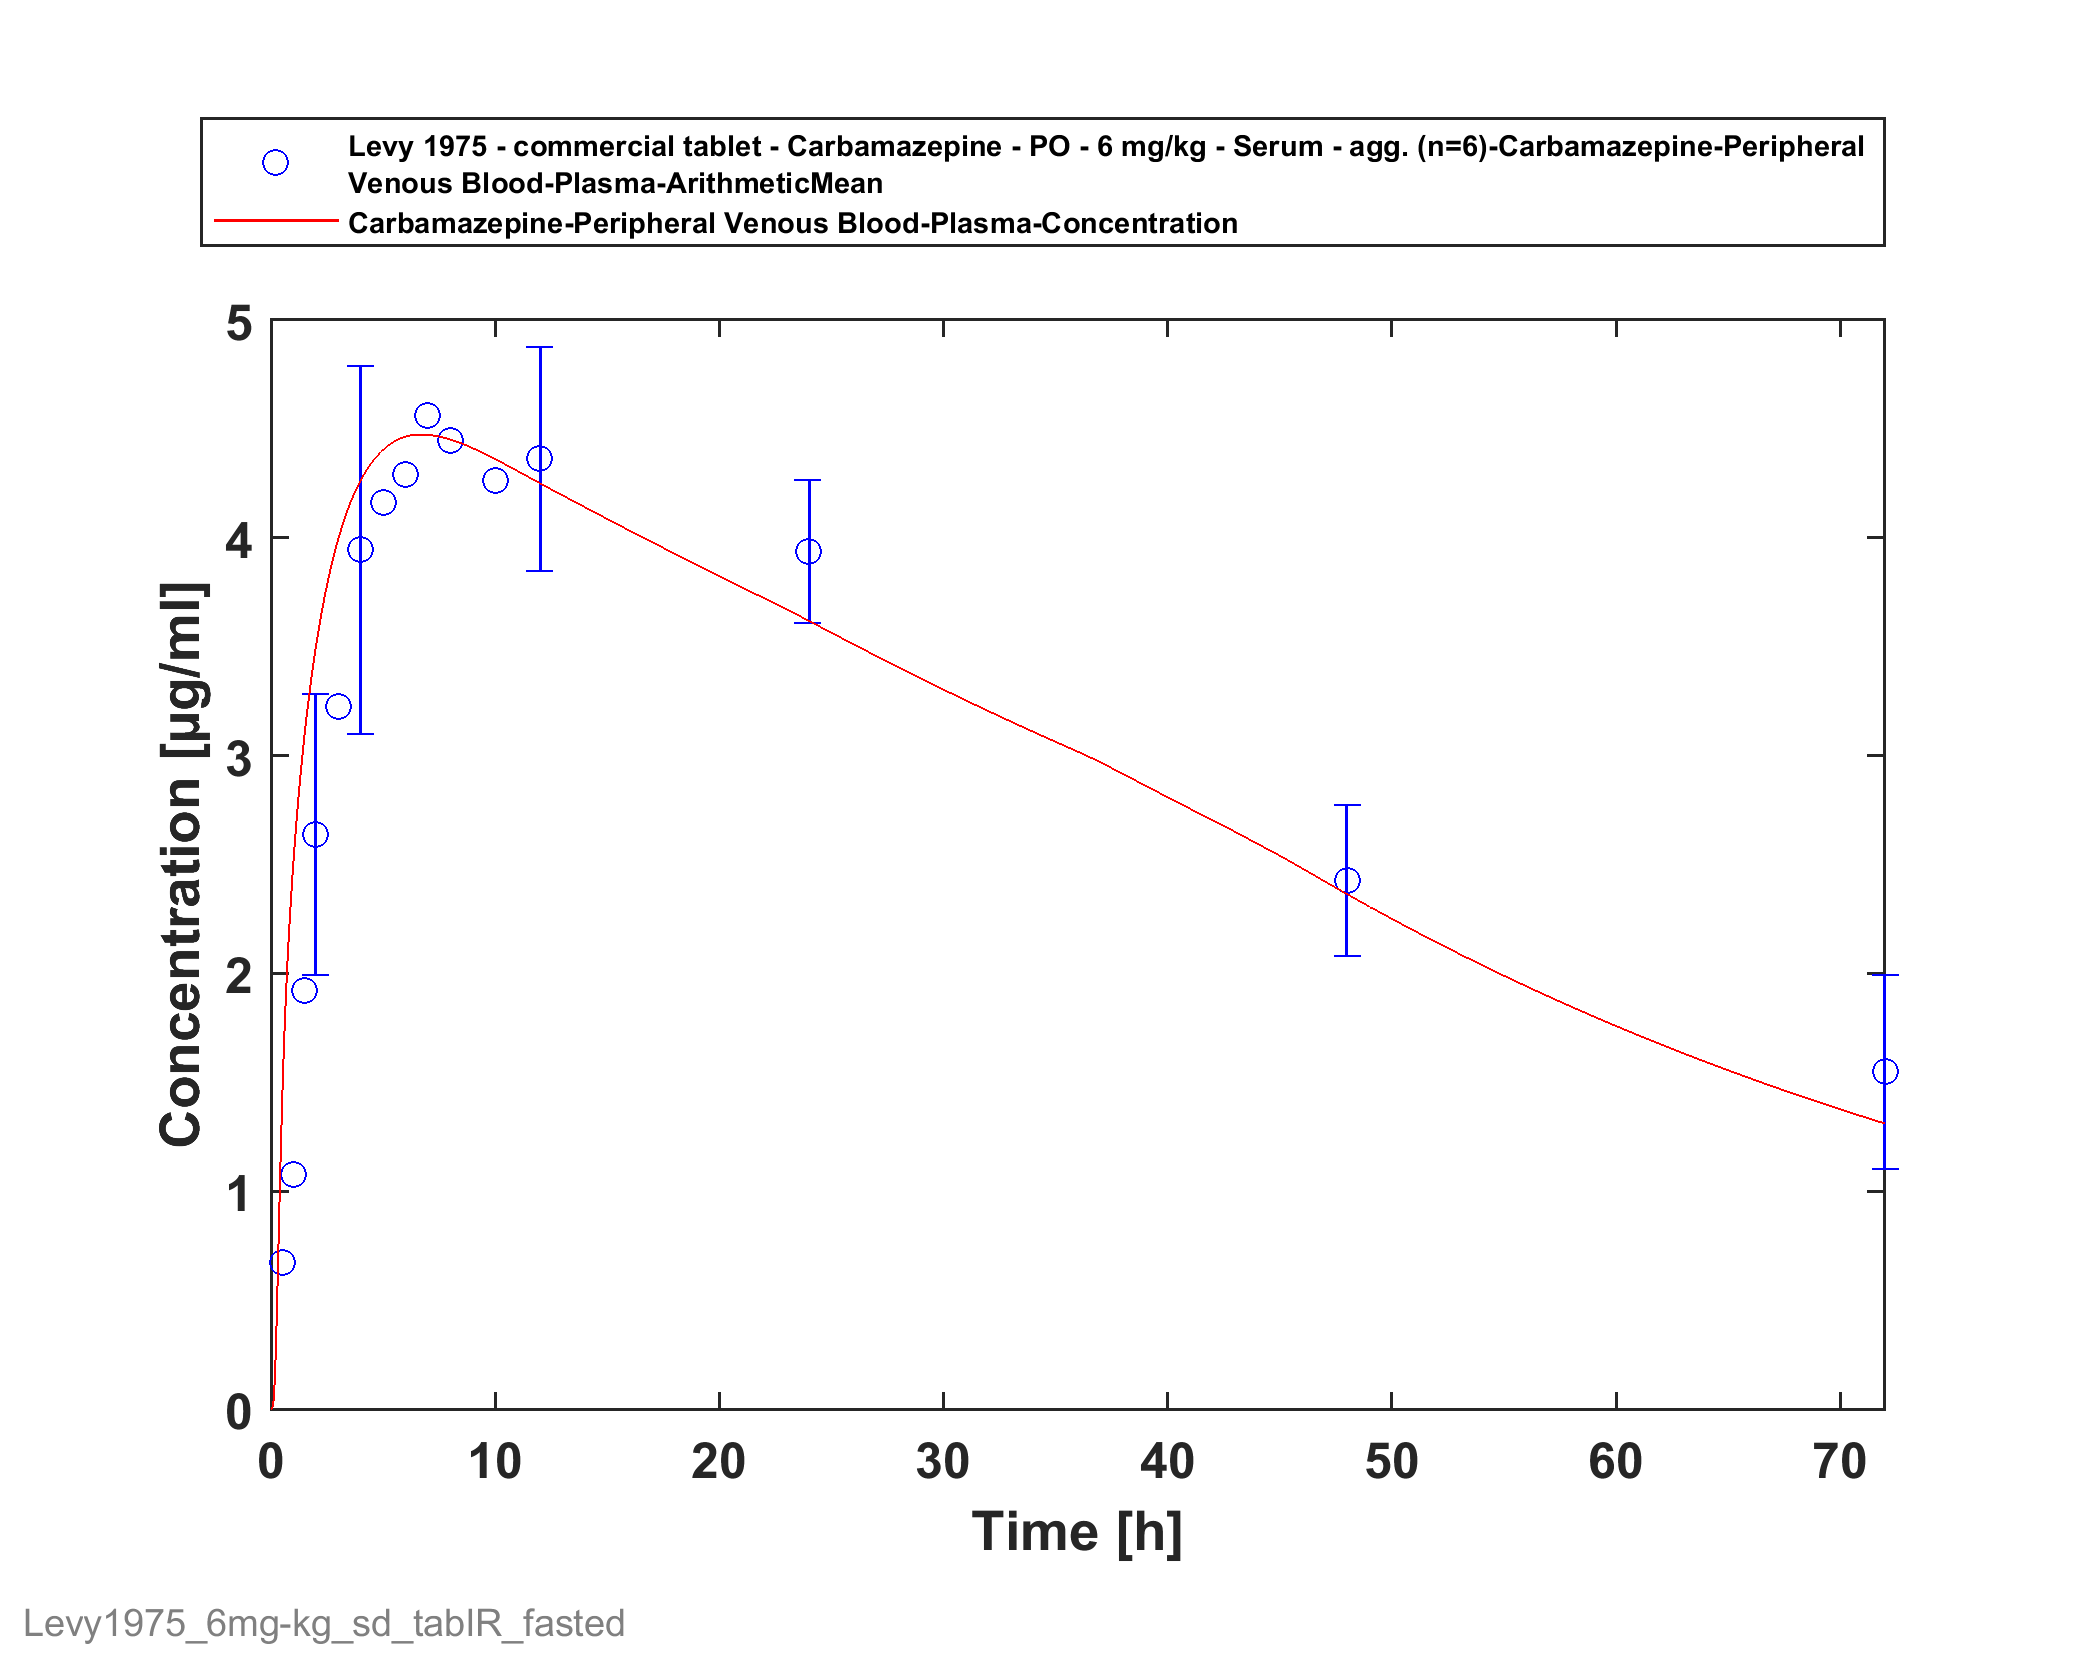 Levy 1975 - commercial tablet - Carbamazepine - PO - 6 mg/kg - Serum - agg. (n=6)-Carbamazepine-Peripheral
Venous Blood-Plasma-ArithmeticMean
Carbamazepine-Peripheral Venous Blood-Plasma-Concentration
5
4
3
2
1
0
Concentration [µg/ml]
0 10 20 30 40 50 60 70
Time [h]
Levy1975_6mg-kg_sd_tabIR_fasted